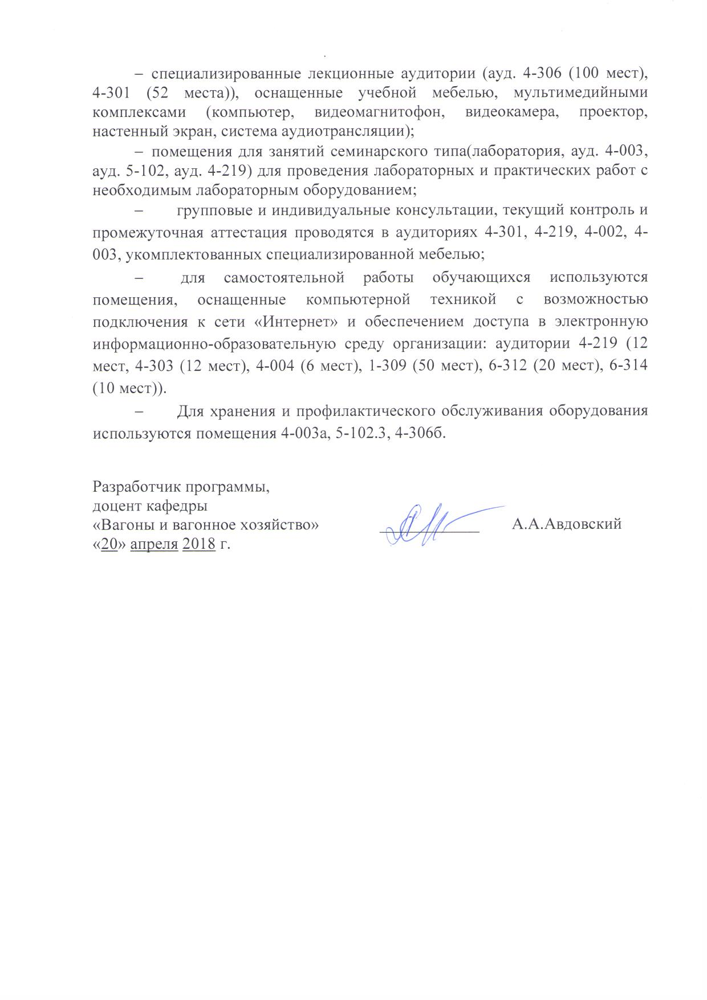 – специализированные лекционные аудитории (ауд. 4-306 (100 мест),
4-301 (52 места)), оснащенные учебной мебелью, мультимедийными
комплексами (компьютер, видеомагнитофон, видеокамера, проектор,
настенный экран, система аудиотрансляции);
– помещения для занятий семинарского типа(лаборатория, ауд. 4-003,
ауд. 5-102, ауд. 4-219) для проведения лабораторных и практических работ с
необходимым лабораторным оборудованием;
– групповые и индивидуальные консультации, текущий контроль и
промежуточная аттестация проводятся в аудиториях 4-301, 4-219, 4-002, 4-
003, укомплектованных специализированной мебелью;
– для самостоятельной работы обучающихся используются
помещения, оснащенные компьютерной техникой с возможностью
подключения к сети «Интернет» и обеспечением доступа в электронную
информационно-образовательную среду организации: аудитории 4-219 (12
мест, 4-303 (12 мест), 4-004 (6 мест), 1-309 (50 мест), 6-312 (20 мест), 6-314
(10 мест)).
– Для хранения и профилактического обслуживания оборудования
используются помещения 4-003а, 5-102.3, 4-306б.
Разработчик программы,
доцент кафедры
«Вагоны и вагонное хозяйство» А.А.Авдовский
«20» апреля 2018 г.